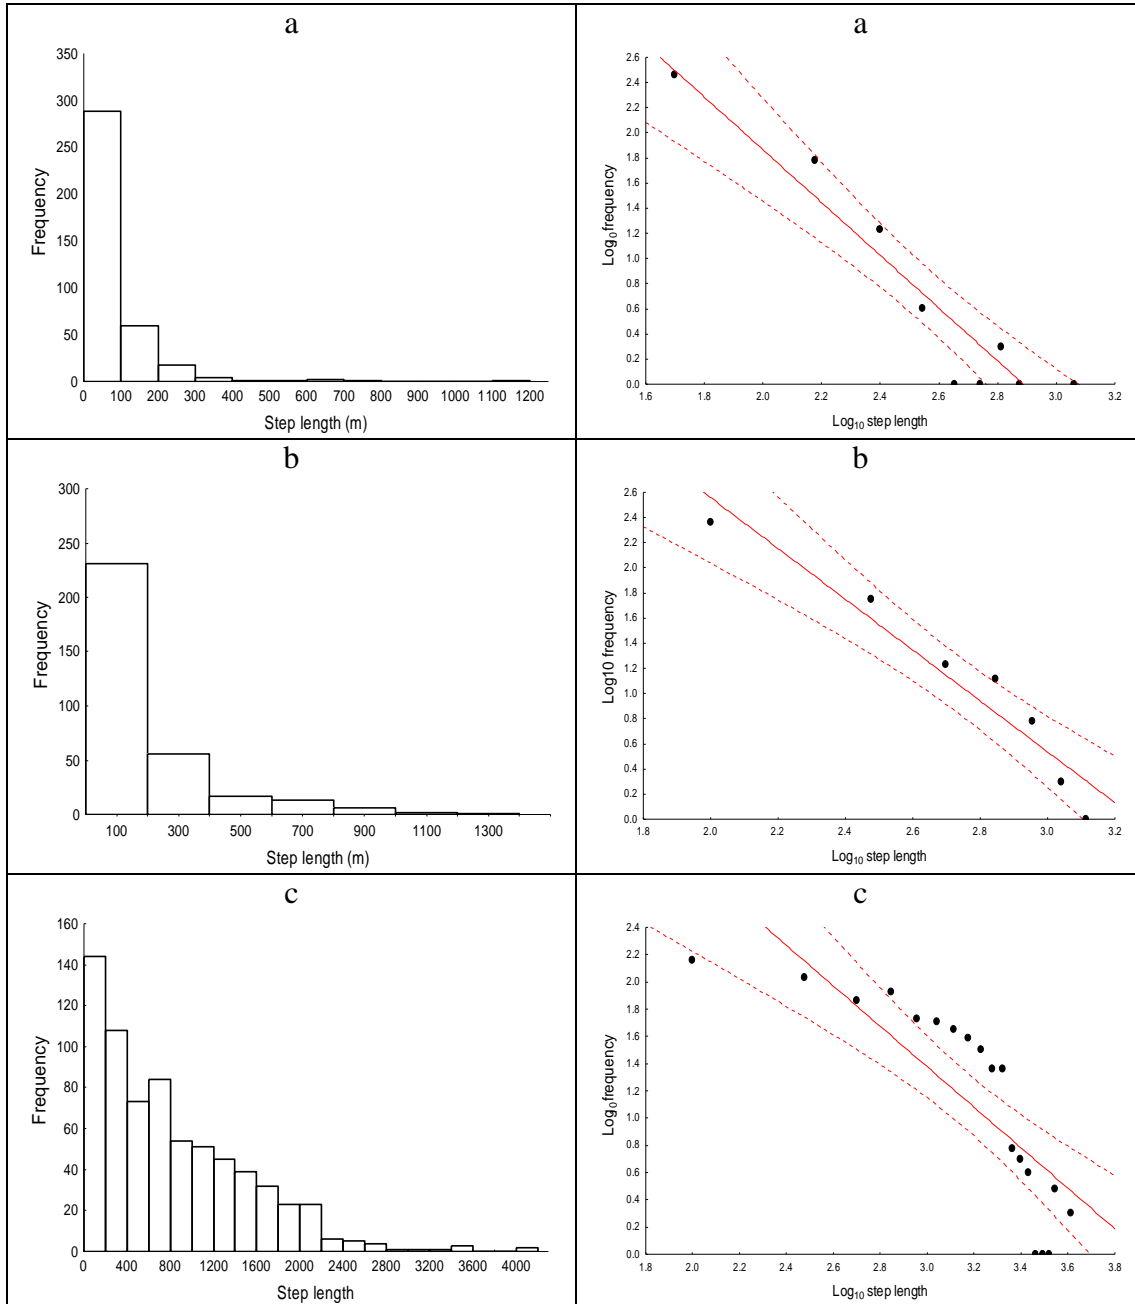 a
350
300
250
200
150
100
50
0
Frequency
0 100 200 300 400 500 600 700 800 900 1000 1100 1200
Step length (m)
a
2.6
2.4
2.2
2.0
1.8
1.6
1.4
1.2
1.0
0.8
0.6
0.4
0.2
0.0
Log0 frequency
1.6 1.8 2.0 2.2 2.4 2.6 2.8 3.0 3.2
Log10 step length
b
300
250
200
150
100
50
0
Frequency
100 300 500 700 900 1100 1300
Step length (m)
b
2.6
2.4
2.2
2.0
1.8
1.6
1.4
1.2
1.0
0.8
0.6
0.4
0.2
0.0
Log10 frequency
1.8 2.0 2.2 2.4 2.6 2.8 3.0 3.2
Log10 step length
c
160
140
120
100
80
60
40
20
0
Frequency
0 400 800 1200 1600 2000 2400 2800 3200 3600 4000
Step length
c
2.4
2.2
2.0
1.8
1.6
1.4
1.2
1.0
0.8
0.6
0.4
0.2
0.0
Log0 frequency
1.8 2.0 2.2 2.4 2.6 2.8 3.0 3.2 3.4 3.6 3.8
Log10 step length